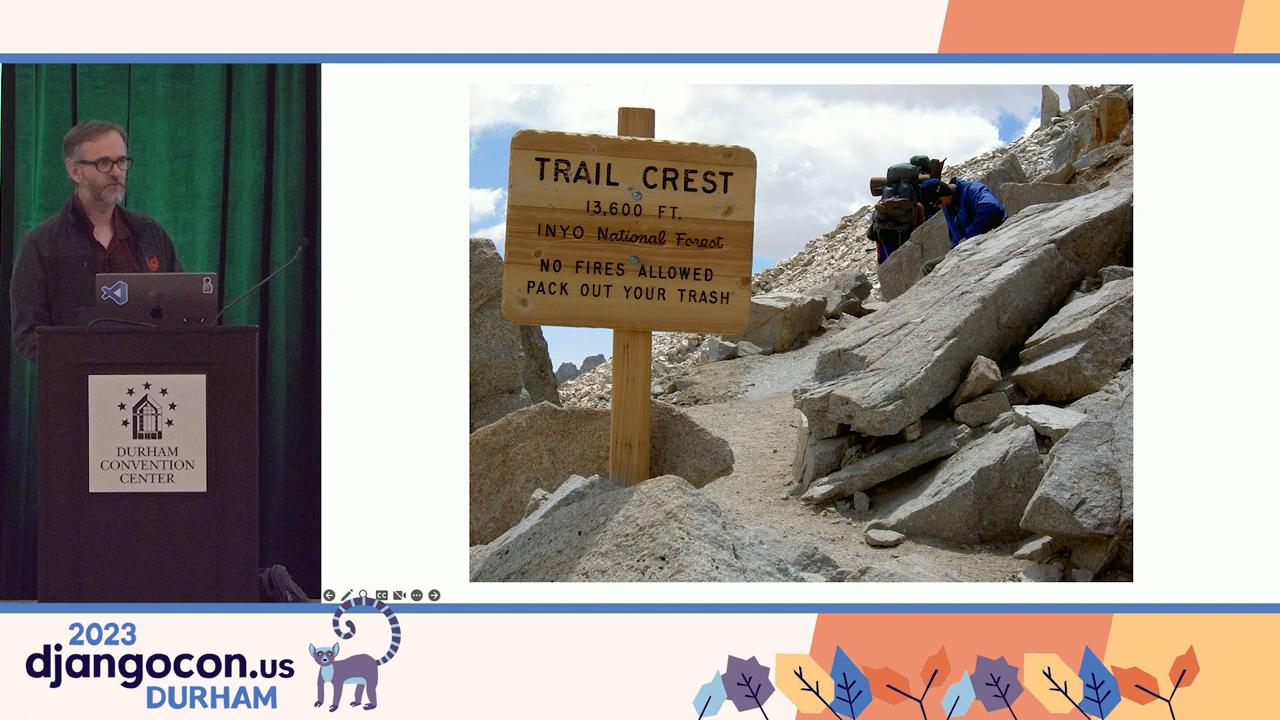 TRAIL CREST
13,600 FT.
INYO National Forest
NO FIRES ALLOWED
PACK OUT YOUR TRASH
DURHAM
CONVENTION
CENTER
CC
2023
djangocon.us
DURHAM